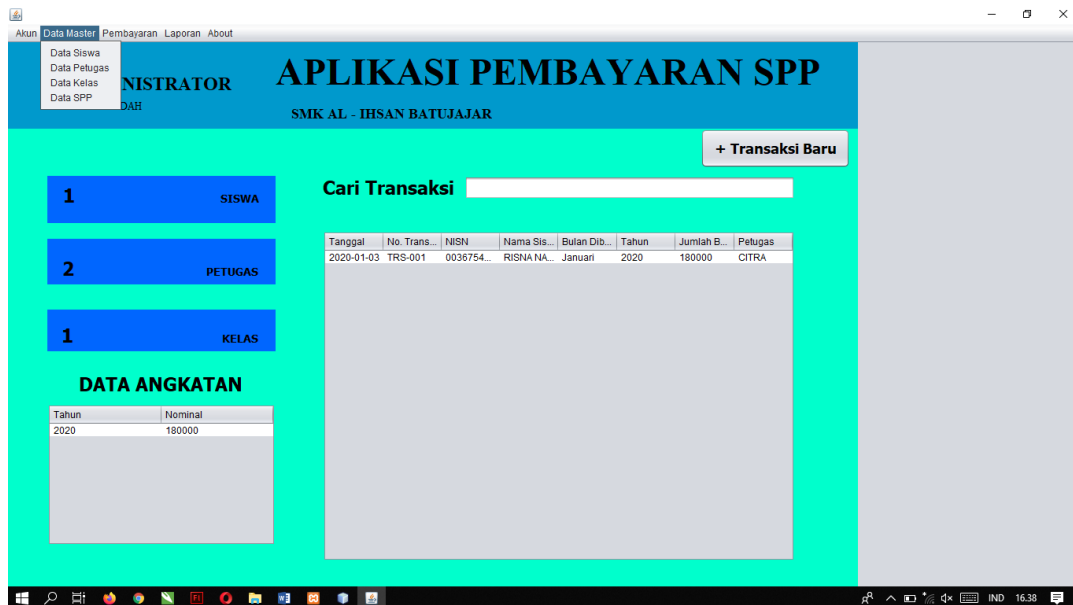 Akun Data Master Pembayaran Laporan About
Data Siswa
Data Petugas
Data Kelas
Data SPP
NISTRATOR
DAH
APLIKASI PEMBAYARAN SPP
SMK AL - IHSAN BATUJAJAR
+ Transaksi Baru
1 SISWA
2 PETUGAS
1 KELAS
DATA ANGKATAN
Tahun Nominal
2020 180000
Cari Transaksi
Tanggal No. Trans... NISN Nama Sis... Bulan Dib... Tahun Jumlah B... Petugas
2020-01-03 TRS-001 0036754... RISNA NA... Januari 2020 180000 CITRA
IND 16.38